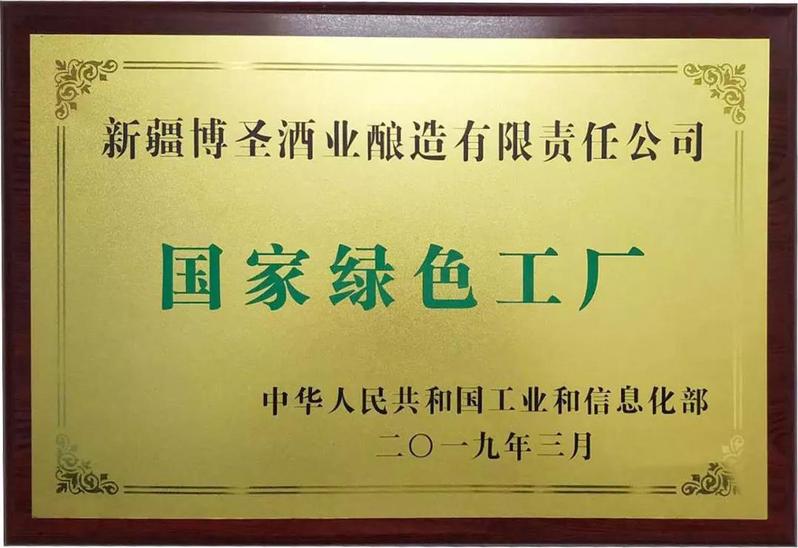 新疆博圣酒业酿造有限责任公司
国家绿色工厂
中华人民共和国工业和信息化部
二〇一九年三月